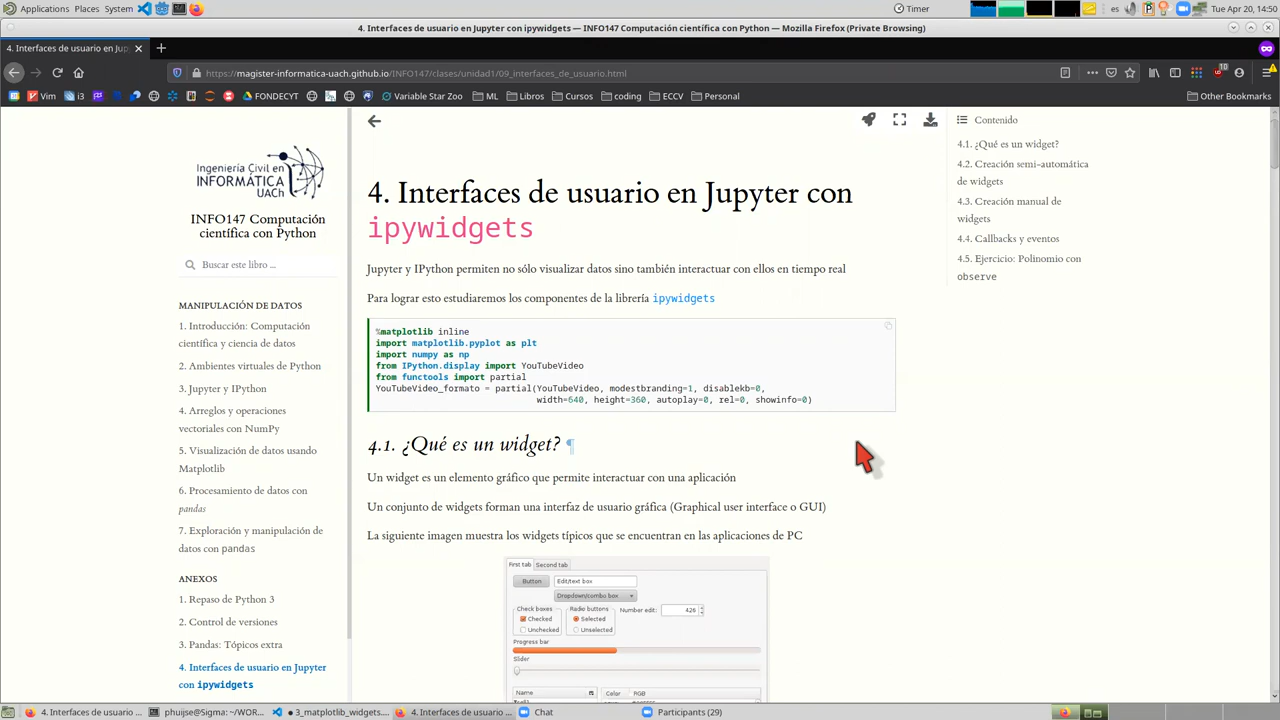 Applications Places System
Timer
es
Tue Apr 20, 14:50
4. Interfaces de usuario en Jupyter con ipywidgets — INFO147 Computación científica con Python — Mozilla Firefox (Private Browsing)
4. Interfaces de usuario en Jup
https://magister-informatica-uach.github.io/INFO147/clases/unidad1/09_interfaces_de_usuario.html
10
Vim
i3
FONDECYT
Variable Star Zoo
ML
Libros
Cursos
coding
ECCV
Personal
Other Bookmarks
Ingeniería Civil en
INFORMÁTICA
UACh
INFO147 Computación
científica con Python
Buscar este libro ...
MANIPULACIÓN DE DATOS
1. Introducción: Computación
científica y ciencia de datos
2. Ambientes virtuales de Python
3. Jupyter y IPython
4. Arreglos y operaciones
vectoriales con NumPy
5. Visualización de datos usando
Matplotlib
6. Procesamiento de datos con
pandas
7. Exploración y manipulación de
datos con pandas
ANEXOS
1. Repaso de Python 3
2. Control de versiones
3. Pandas: Tópicos extra
4. Interfaces de usuario en Jupyter
con ipywidgets
4. Interfaces de usuario en Jupyter con
ipywidgets
Jupyter y IPython permiten no sólo visualizar datos sino también interactuar con ellos en tiempo real
Para lograr esto estudiaremos los componentes de la librería ipywidgets
%matplotlib inline
import matplotlib.pyplot as plt
import numpy as np
from IPython.display import YouTubeVideo
from functools import partial
YouTubeVideo_formato = partial(YouTubeVideo, modestbranding=1, disablekb=0,
width=640, height=360, autoplay=0, rel=0, showinfo=0)
4.1. ¿Qué es un widget? ¶
Un widget es un elemento gráfico que permite interactuar con una aplicación
Un conjunto de widgets forman una interfaz de usuario gráfica (Graphical user interface o GUI)
La siguiente imagen muestra los widgets típicos que se encuentran en las aplicaciones de PC
First tab Second tab
Button Edit/text box
Dropdown/combo box
Check boxes Radio buttons Number edit: 426
Checked Selected
Unchecked Unselected
Progress bar
Slider
Name Color RGB
Contenido
4.1. ¿Qué es un widget?
4.2. Creación semi-automática
de widgets
4.3. Creación manual de
widgets
4.4. Callbacks y eventos
4.5. Ejercicio: Polinomio con
observe
4. Interfaces de usuario en Jupyter ...
phuijse@Sigma: ~/WOR...
● 3_matplotlib_widgets....
4. Interfaces de usuario en Jupyter ...
Chat
Participants (29)